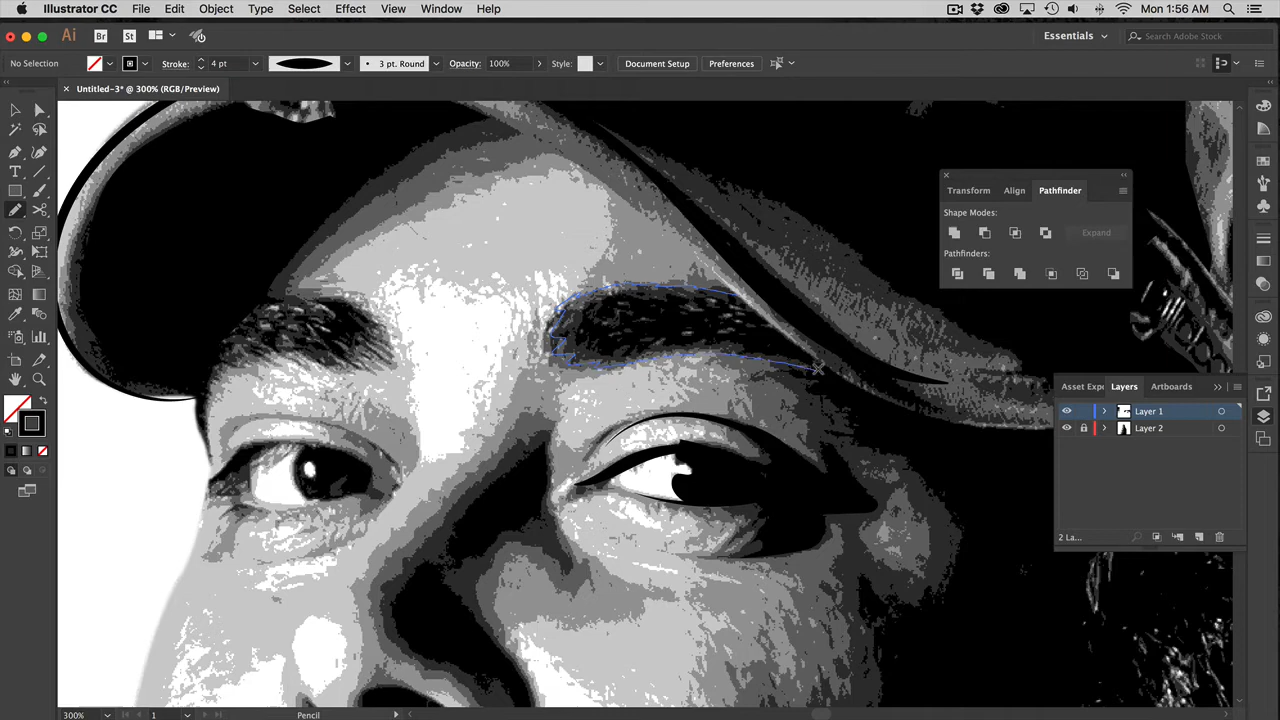 Illustrator CC File Edit Object Type Select Effect View Window Help Mon 1:56 AM
Ai Br St Essentials Search Adobe Stock
No Selection Stroke: 4 pt 3 pt. Round Opacity: 100% Style: Document Setup Preferences
Untitled-3* @ 300% (RGB/Preview)
Transform Align Pathfinder
Shape Modes:
Expand
Pathfinders:
Asset Expo Layers Artboards
Layer 1
Layer 2
2 La...
300% 1 Pencil